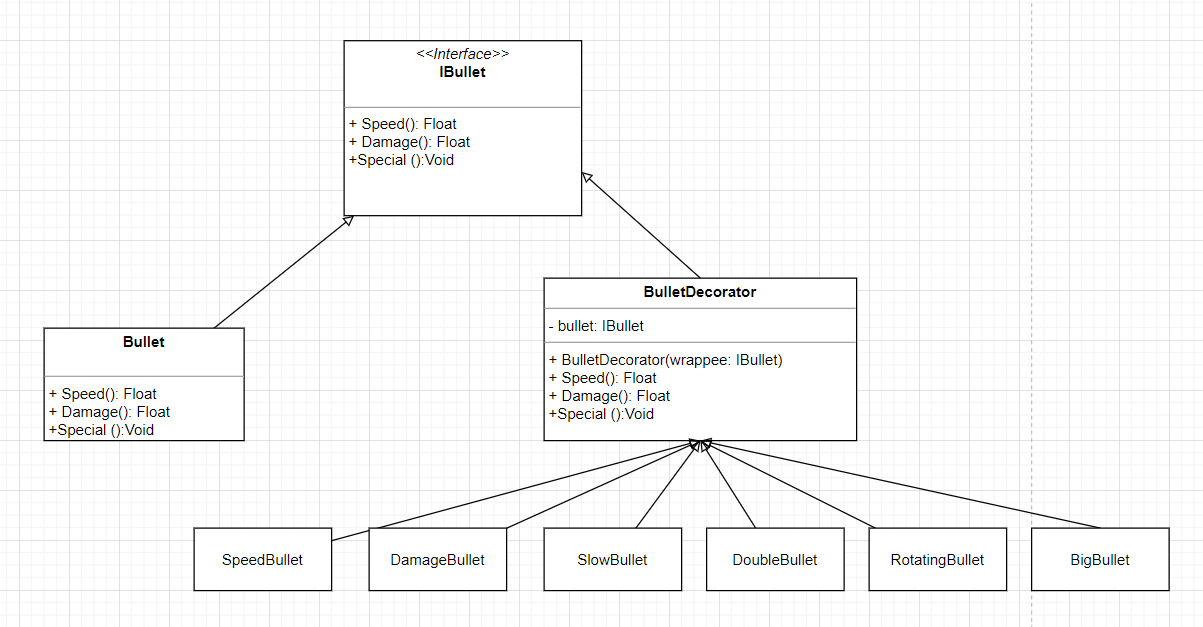 <<Interface>>
IBullet
+ Speed(): Float
+ Damage(): Float
+Special ():Void
BulletDecorator
- bullet: IBullet
+ BulletDecorator(wrappee: IBullet)
+ Speed(): Float
+ Damage(): Float
+Special ():Void
Bullet
+ Speed(): Float
+ Damage(): Float
+Special ():Void
SpeedBullet
DamageBullet
SlowBullet
DoubleBullet
RotatingBullet
BigBullet